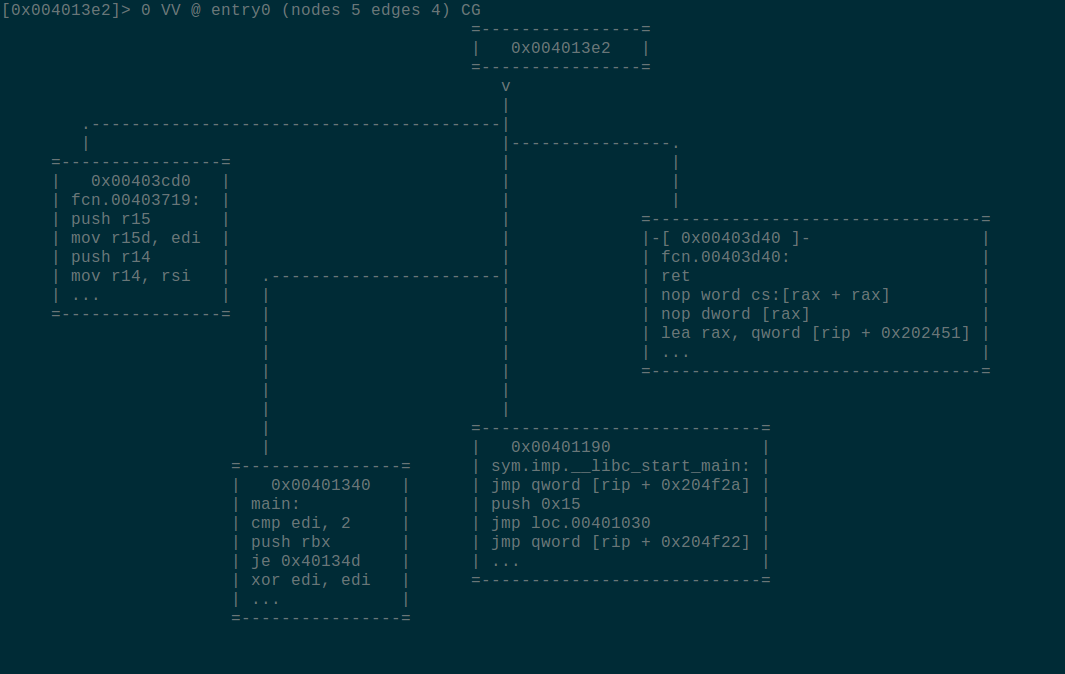 [0x004013e2]> 0 VV @ entry0 (nodes 5 edges 4) CG
0x004013e2
v
0x00403cd0
fcn.00403719:
push r15
mov r15d, edi
push r14
mov r14, rsi
...
-[ 0x00403d40 ]-
fcn.00403d40:
ret
nop word cs:[rax + rax]
nop dword [rax]
lea rax, qword [rip + 0x202451]
...
0x00401340
main:
cmp edi, 2
push rbx
je 0x40134d
xor edi, edi
...
0x00401190
sym.imp.__libc_start_main:
jmp qword [rip + 0x204f2a]
push 0x15
jmp loc.00401030
jmp qword [rip + 0x204f22]
...